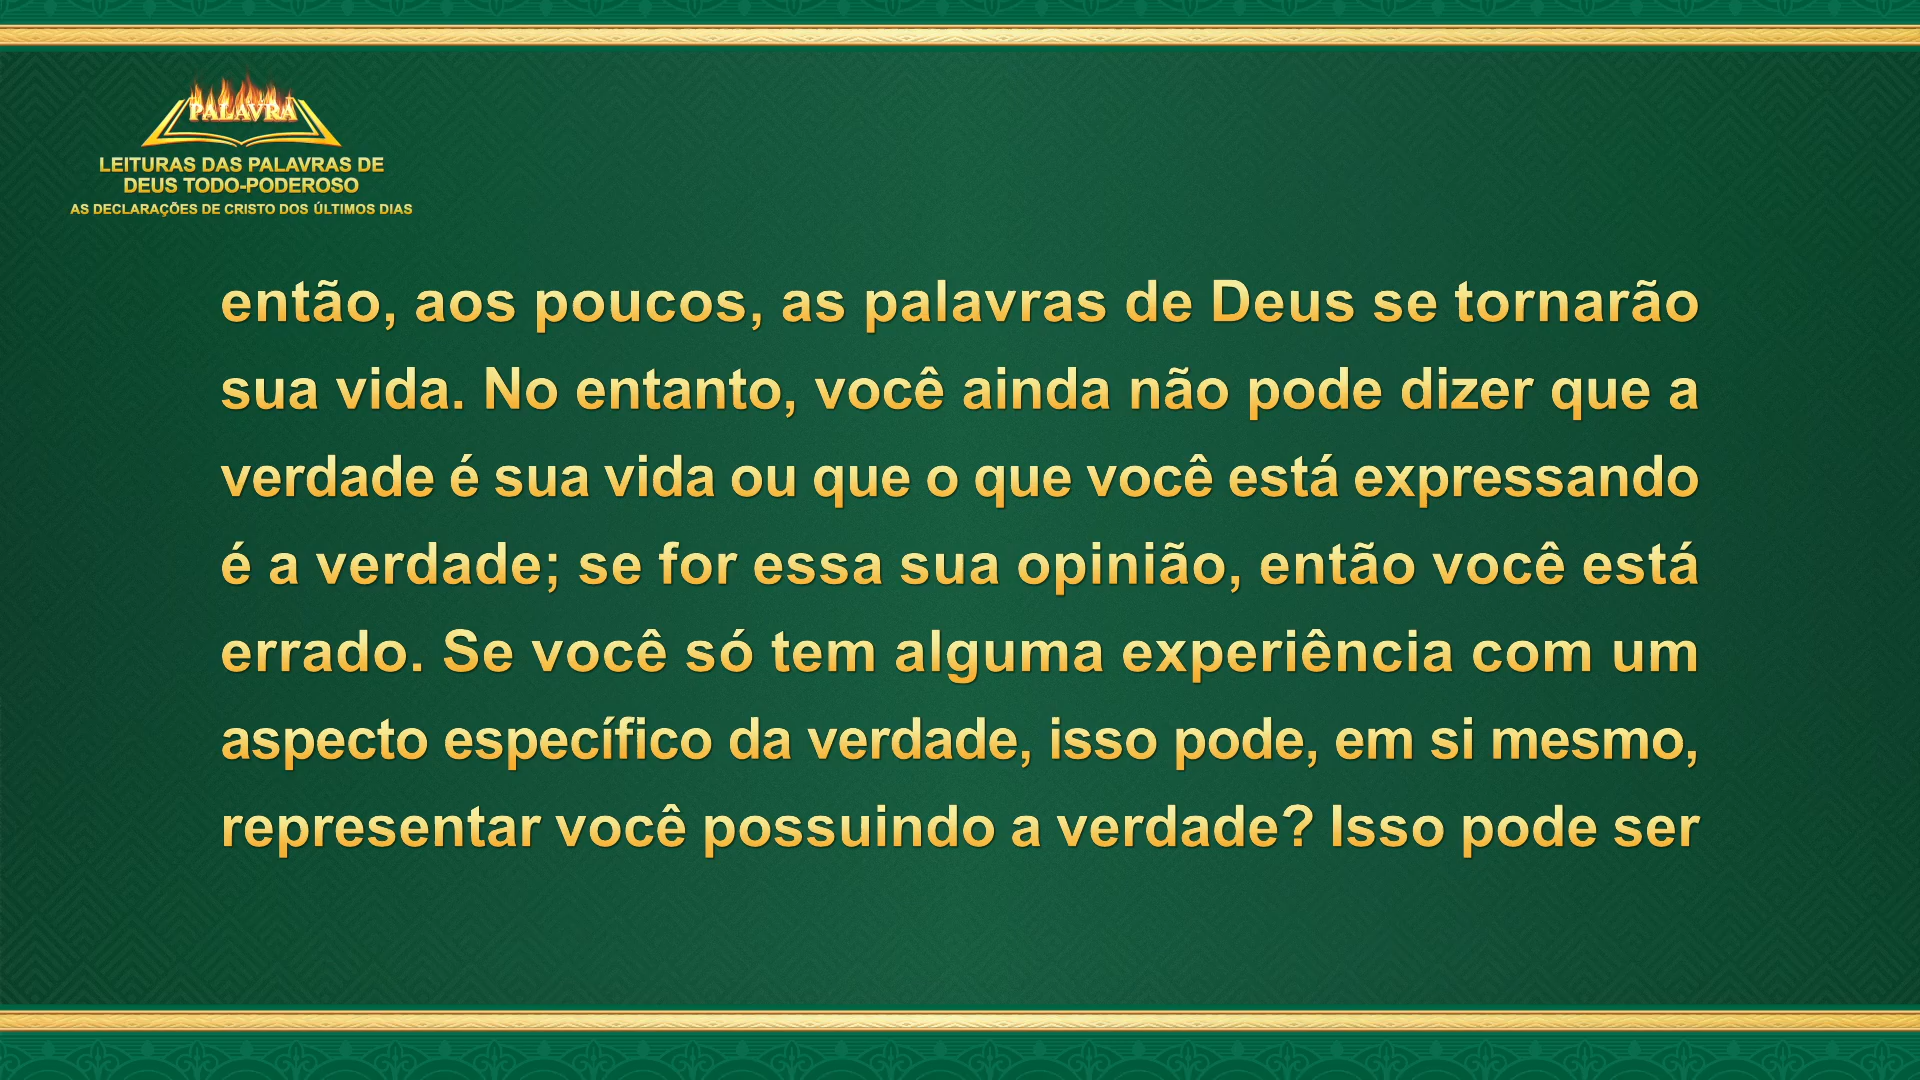 PALAVRA
LEITURAS DAS PALAVRAS DE
DEUS TODO-PODEROSO
AS DECLARAÇÕES DE CRISTO DOS ÚLTIMOS DIAS
então, aos poucos, as palavras de Deus se tornarão
sua vida. No entanto, você ainda não pode dizer que a
verdade é sua vida ou que o que você está expressando
é a verdade; se for essa sua opinião, então você está
errado. Se você só tem alguma experiência com um
aspecto específico da verdade, isso pode, em si mesmo,
representar você possuindo a verdade? Isso pode ser